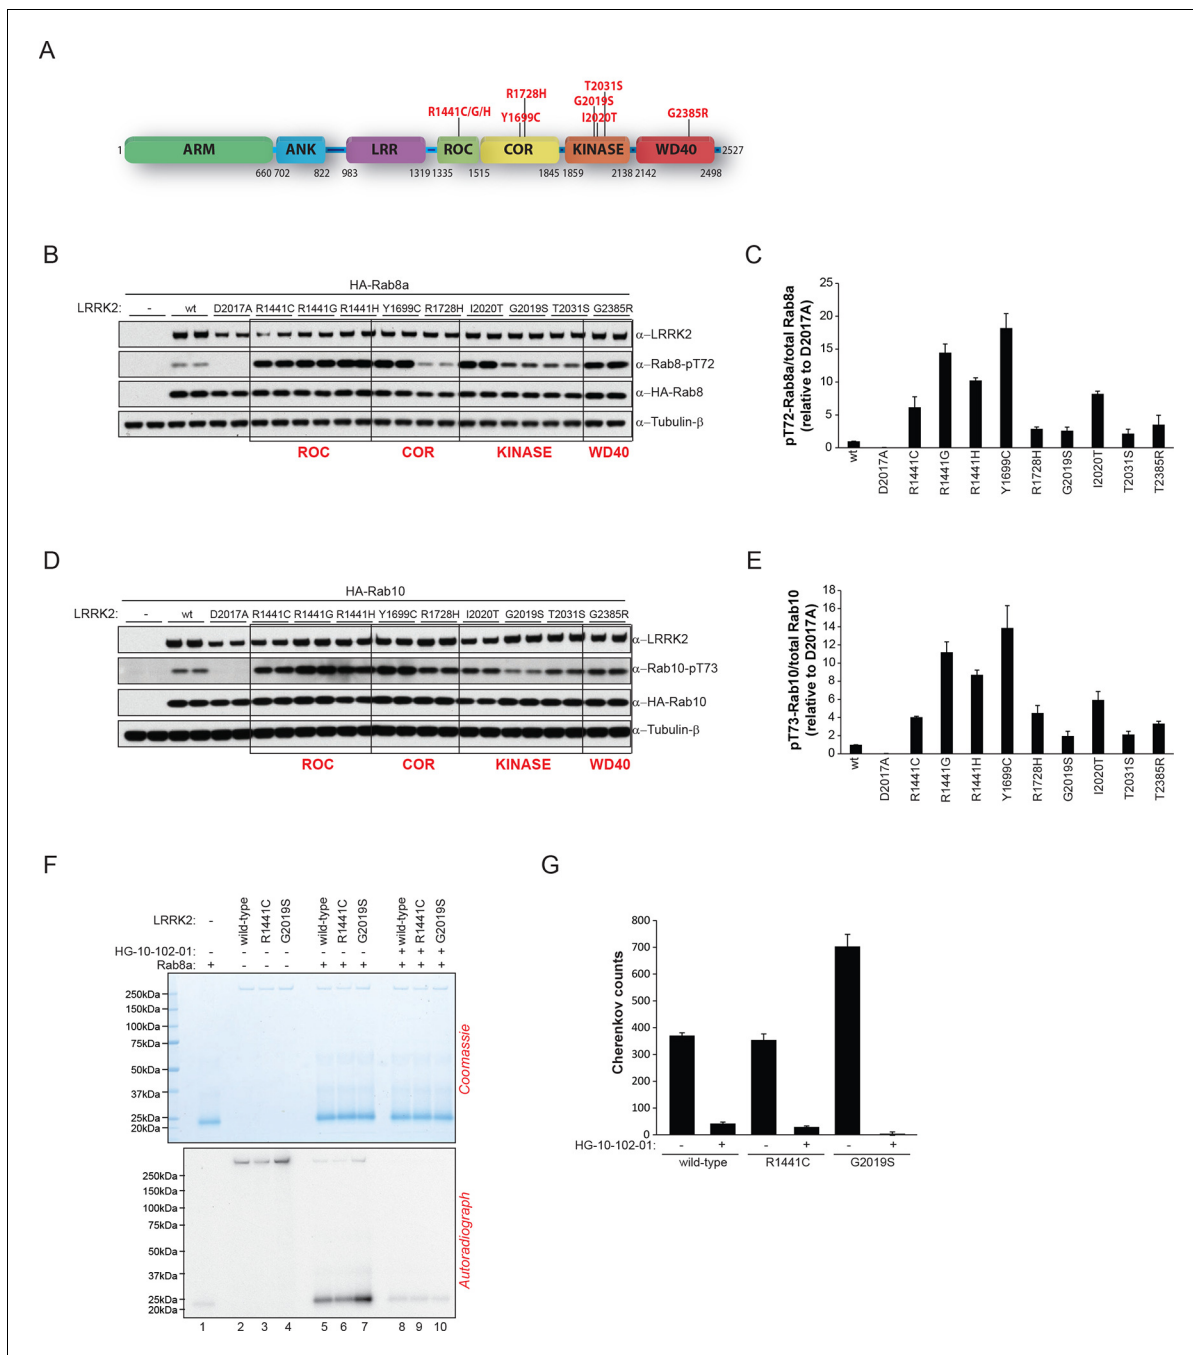 A
T2031S
R1728H
G2019S
R1441C/G/H
Y1699C
I2020T
G2385R
1 ARM ANK LRR ROC COR KINASE WD40 2527
660 702 822 983 1319 1335 1515 1845 1859 2138 2142 2498
B
HA-Rab8a
LRRK2: - wt D2017A R1441C R1441G R1441H Y1699C R1728H I2020T G2019S T2031S G2385R
α-LRRK2
α-Rab8-pT72
α-HA-Rab8
α-Tubulin-β
ROC COR KINASE WD40
C
pT72-Rab8a/total Rab8a
(relative to D2017A)
25
20
15
10
5
0
wt D2017A R1441C R1441G R1441H Y1699C R1728H G2019S I2020T T2031S T2385R
D
HA-Rab10
LRRK2: - wt D2017A R1441C R1441G R1441H Y1699C R1728H I2020T G2019S T2031S G2385R
α-LRRK2
α-Rab10-pT73
α-HA-Rab10
α-Tubulin-β
ROC COR KINASE WD40
E
pT73-Rab10/total Rab10
(relative to D2017A)
18
16
14
12
10
8
6
4
2
0
wt D2017A R1441C R1441G R1441H Y1699C R1728H G2019S I2020T T2031S T2385R
F
LRRK2: - wild-type R1441C G2019S wild-type R1441C G2019S wild-type R1441C G2019S
HG-10-102-01: - - - - - - - + + +
Rab8a: + - - - + + + + + +
250kDa
150kDa
100kDa
75kDa
50kDa
37kDa
25kDa
20kDa
Coomassie
250kDa
150kDa
100kDa
75kDa
50kDa
37kDa
25kDa
20kDa
Autoradiograph
1 2 3 4 5 6 7 8 9 10
G
Cherenkov counts
800
700
600
500
400
300
200
100
0
HG-10-102-01: - + - + - +
wild-type R1441C G2019S